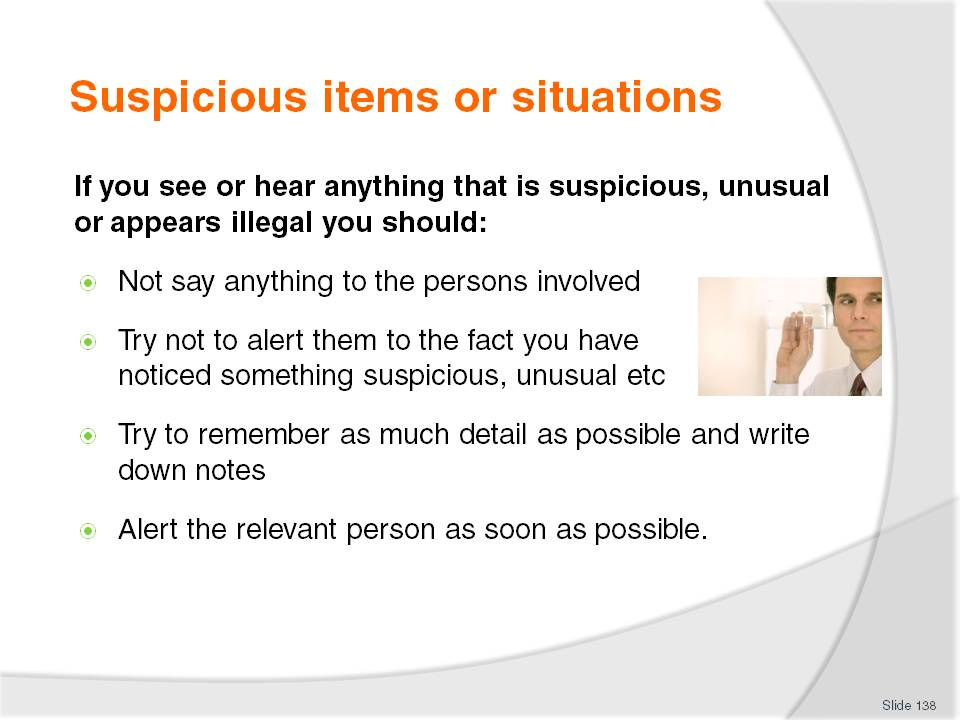 Suspicious items or situations
If you see or hear anything that is suspicious, unusual
or appears illegal you should:
Not say anything to the persons involved
Try not to alert them to the fact you have
noticed something suspicious, unusual etc
Try to remember as much detail as possible and write
down notes
Alert the relevant person as soon as possible.
Slide 138